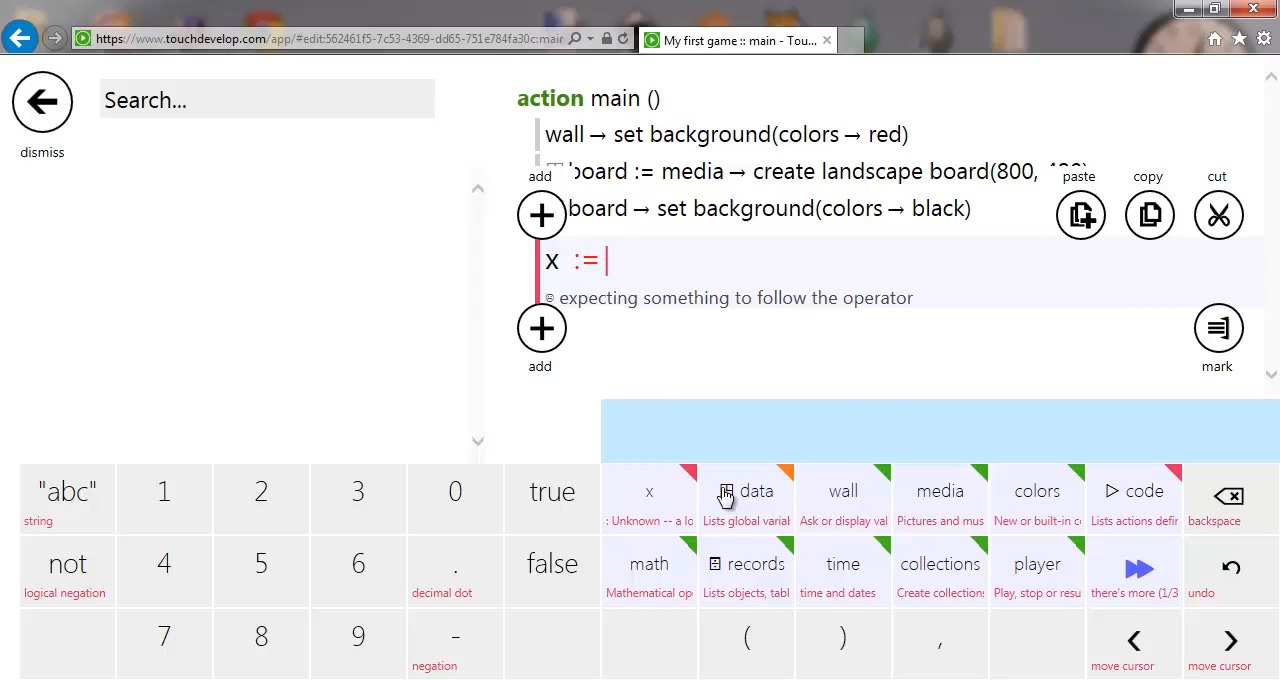 https://www.touchdevelop.com/app/#edit:562461f5-7c53-4369-dd65-751e784fa30c:main
My first game :: main - Tou...
Search...
dismiss
action main ()
wall → set background(colors → red)
board := media → create landscape board(800, 480)
board → set background(colors → black)
add
paste
copy
cut
x :=
expecting something to follow the operator
add
mark
"abc" 1 2 3 0 true x data wall media colors code
string : Unknown -- a lo Lists global variab Ask or display val Pictures and mus New or built-in c Lists actions defir backspace
not 4 5 6 . false math records time collections player
logical negation decimal dot Mathematical op Lists objects, tabl time and dates Create collection Play, stop or resu there's more (1/3 undo
7 8 9 - ( ) ,
negation move cursor move cursor